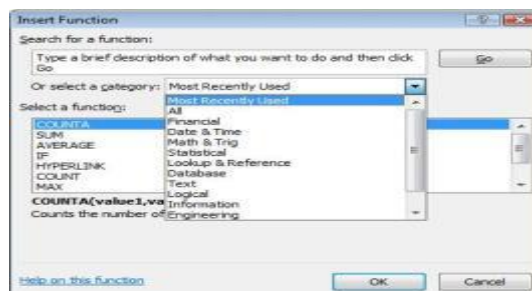 Insert Function
Search for a function:
Type a brief description of what you want to do and then click
Go
Go
Or select a category: Most Recently Used
Most Recently Used
All
Select a function:
Financial
COUNTA
Date & Time
SUM
Math & Trig
AVERAGE
Statistical
IF
Lookup & Reference
HYPERLINK
Database
COUNT
Text
MAX
Logical
COUNTA(value1,va
Information
Counts the number of
Engineering
Help on this function
OK
Cancel